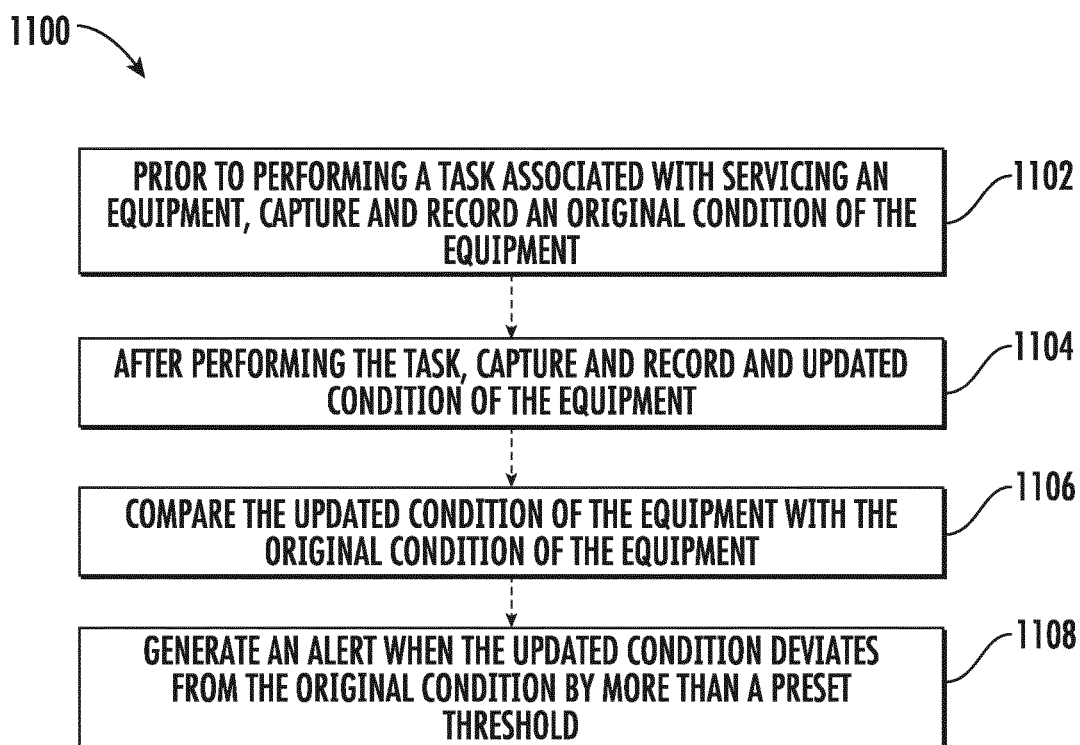 1100
PRIOR TO PERFORMING A TASK ASSOCIATED WITH SERVICING AN
EQUIPMENT, CAPTURE AND RECORD AN ORIGINAL CONDITION OF THE
EQUIPMENT
1102
AFTER PERFORMING THE TASK, CAPTURE AND RECORD AND UPDATED
CONDITION OF THE EQUIPMENT
1104
COMPARE THE UPDATED CONDITION OF THE EQUIPMENT WITH THE
ORIGINAL CONDITION OF THE EQUIPMENT
1106
GENERATE AN ALERT WHEN THE UPDATED CONDITION DEVIATES
FROM THE ORIGINAL CONDITION BY MORE THAN A PRESET
THRESHOLD
1108